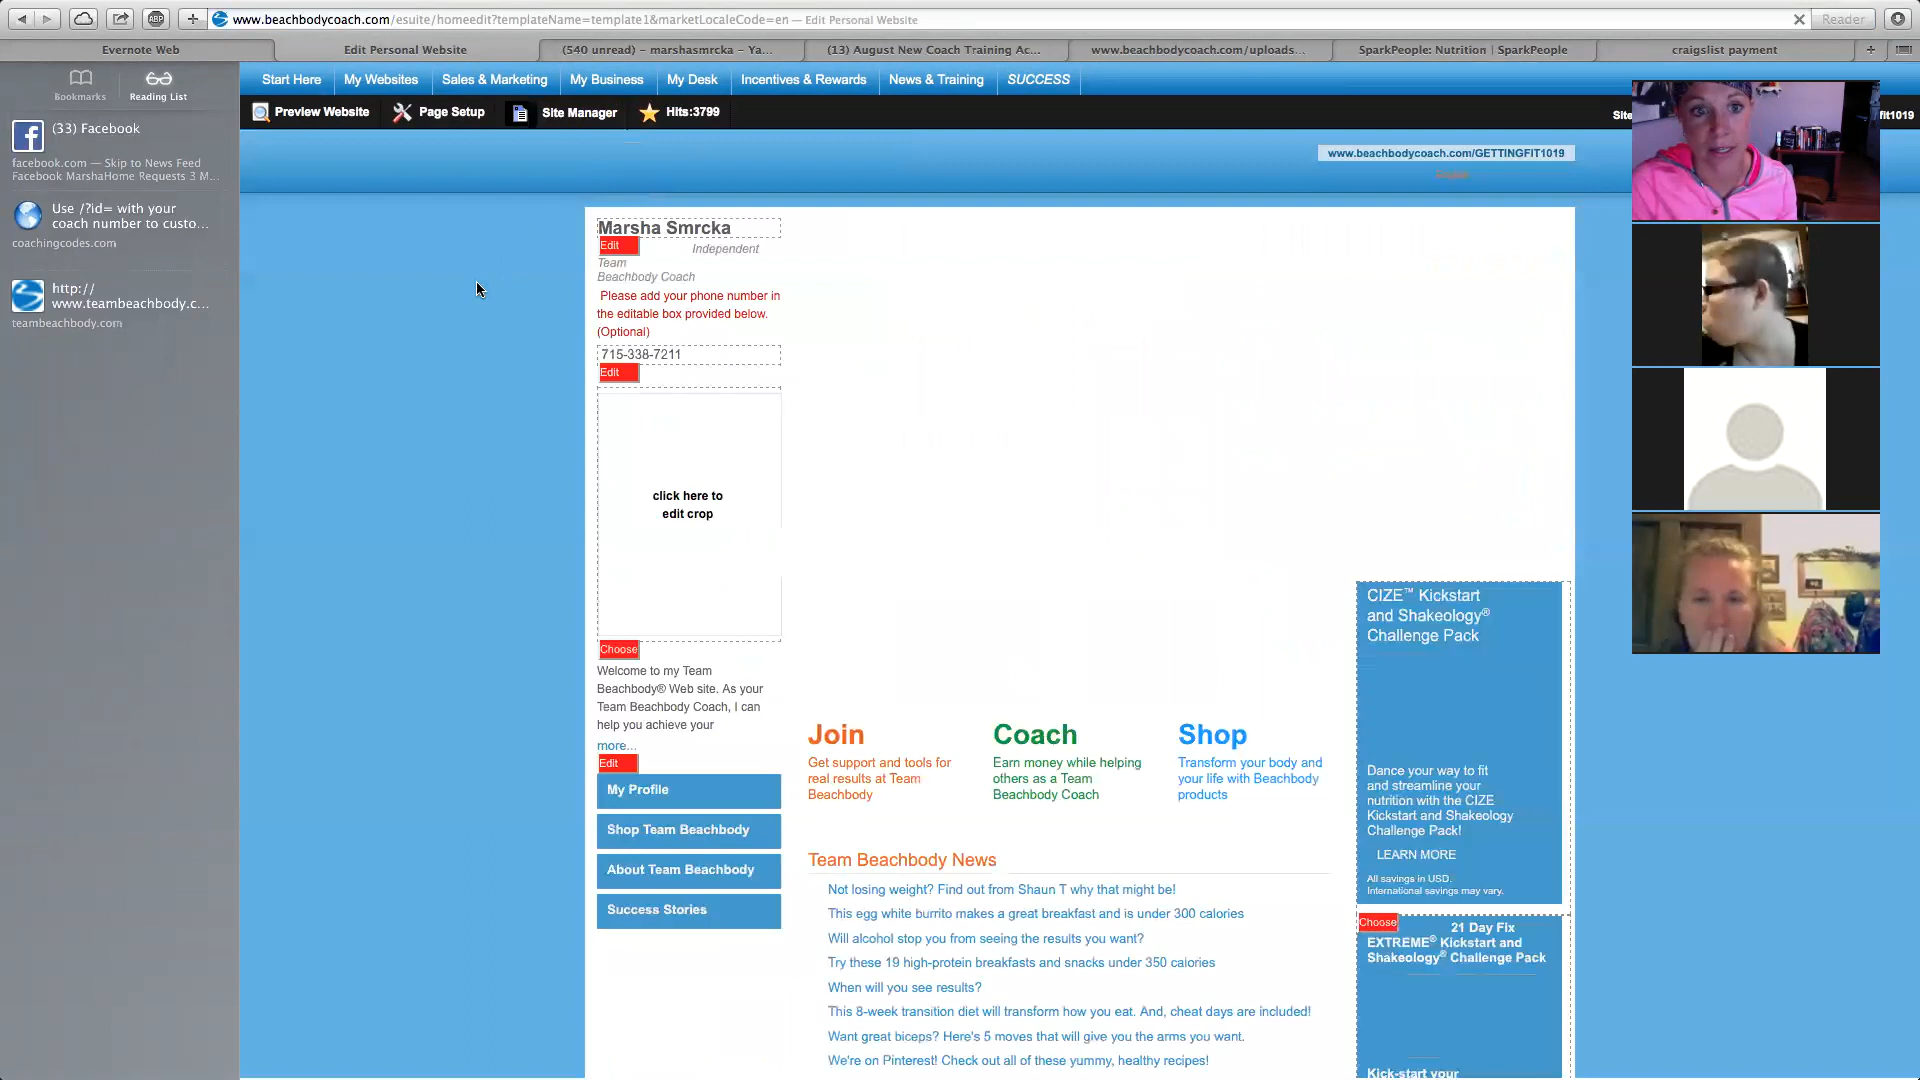 www.beachbodycoach.com/esuite/homeedit?templateName=template1&marketLocaleCode=en — Edit Personal Website
Reader
ABP
Evernote Web
Edit Personal Website
(540 unread) – marshasmrcka – Ya...
(13) August New Coach Training Ac...
www.beachbodycoach.com/uploads...
SparkPeople: Nutrition | SparkPeople
craigslist payment
Bookmarks
Reading List
(33) Facebook
facebook.com — Skip to News Feed
Facebook MarshaHome Requests 3 M...
Use /?id= with your
coach number to custo...
coachingcodes.com
http://
www.teambeachbody.c...
teambeachbody.com
Start Here
My Websites
Sales & Marketing
My Business
My Desk
Incentives & Rewards
News & Training
SUCCESS
Preview Website
Page Setup
Site Manager
Hits:3799
Site
fit1019
www.beachbodycoach.com/GETTINGFIT1019
Marsha Smrcka
Edit
Independent
Team
Beachbody Coach
Please add your phone number in
the editable box provided below.
(Optional)
715-338-7211
Edit
click here to
edit crop
Choose
Welcome to my Team
Beachbody® Web site. As your
Team Beachbody Coach, I can
help you achieve your
more...
Edit
My Profile
Shop Team Beachbody
About Team Beachbody
Success Stories
Join
Get support and tools for
real results at Team
Beachbody
Coach
Earn money while helping
others as a Team
Beachbody Coach
Shop
Transform your body and
your life with Beachbody
products
Team Beachbody News
Not losing weight? Find out from Shaun T why that might be!
This egg white burrito makes a great breakfast and is under 300 calories
Will alcohol stop you from seeing the results you want?
Try these 19 high-protein breakfasts and snacks under 350 calories
When will you see results?
This 8-week transition diet will transform how you eat. And, cheat days are included!
Want great biceps? Here's 5 moves that will give you the arms you want.
We're on Pinterest! Check out all of these yummy, healthy recipes!
CIZE™ Kickstart
and Shakeology®
Challenge Pack
Dance your way to fit
and streamline your
nutrition with the CIZE
Kickstart and Shakeology
Challenge Pack!
LEARN MORE
All savings in USD.
International savings may vary.
Choose
21 Day Fix
EXTREME® Kickstart and
Shakeology® Challenge Pack
Kick-start your